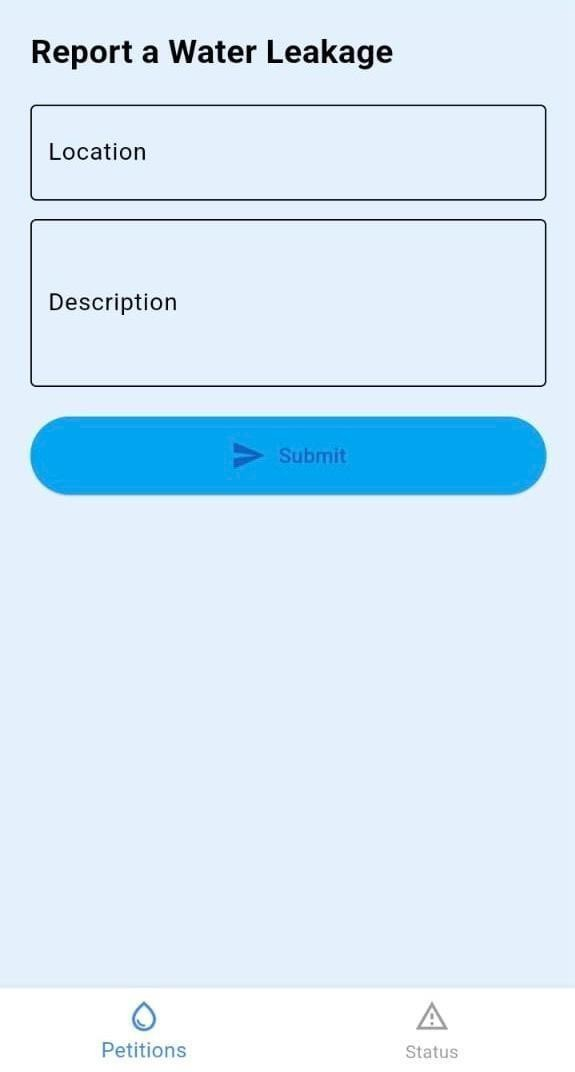 Report a Water Leakage
Location
Description
Submit
Petitions
Status